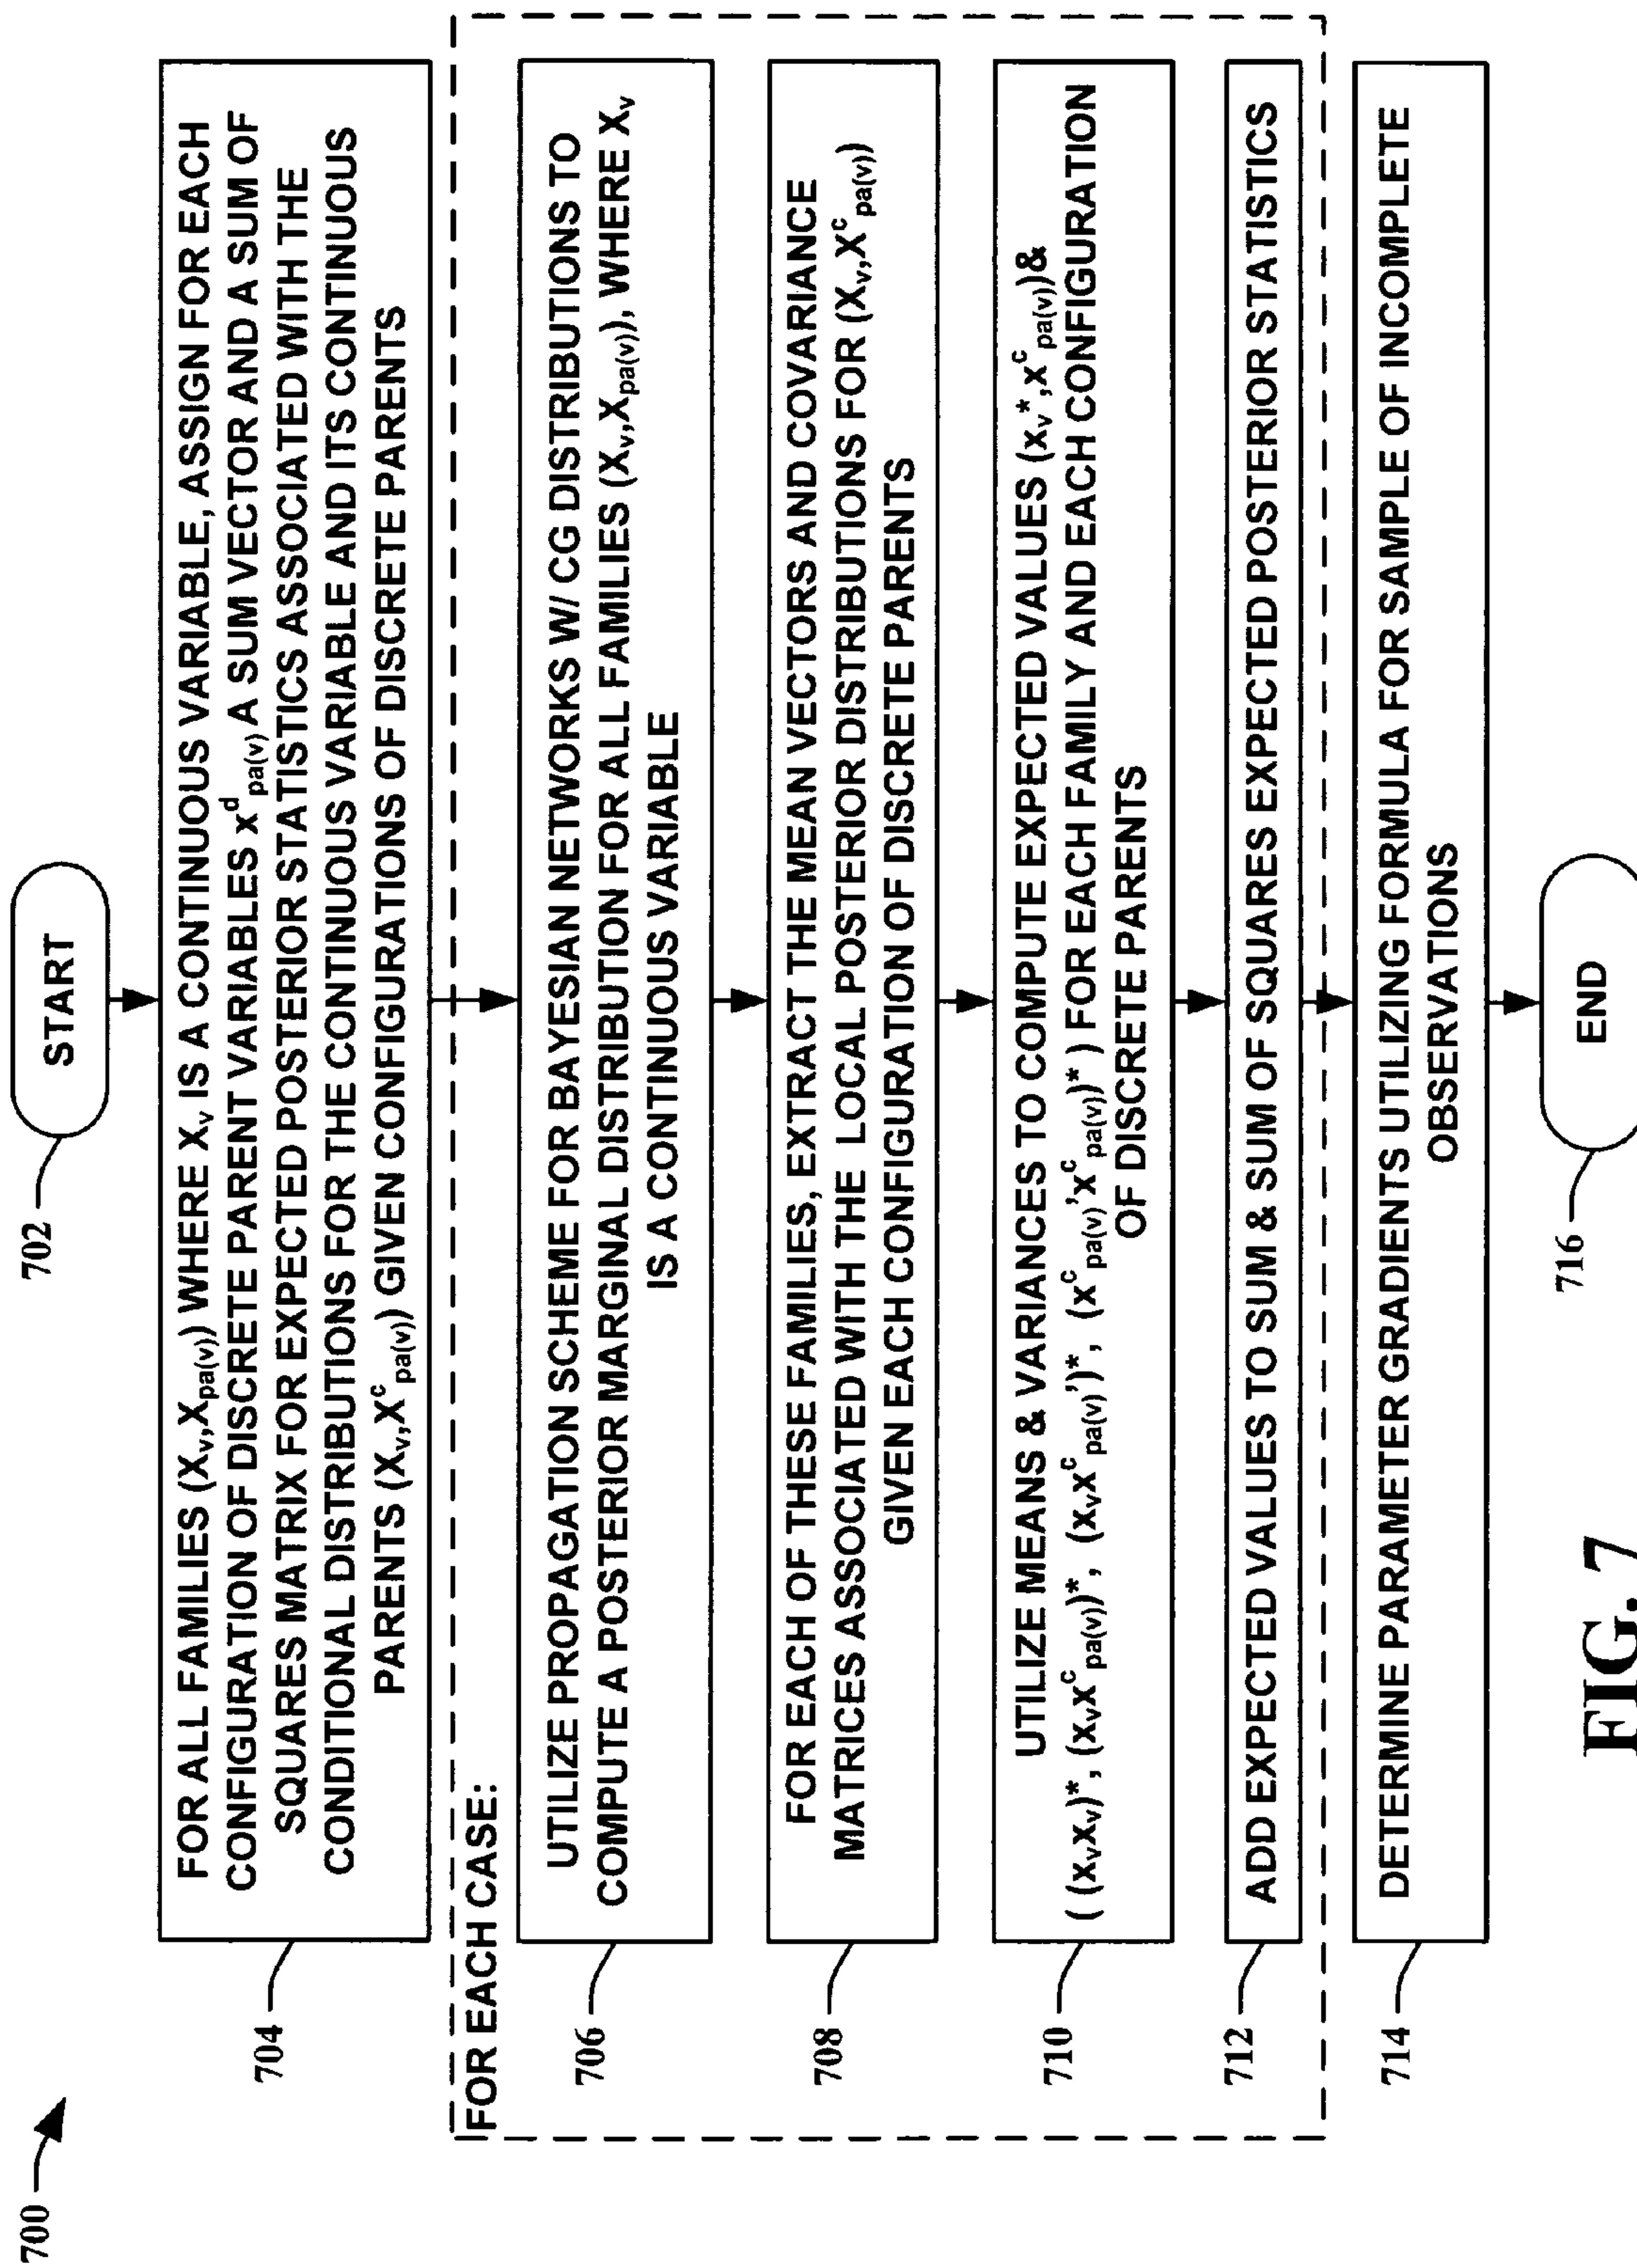 700
702
START
704
FOR ALL FAMILIES (X_v,X_pa(v)) WHERE X_v IS A CONTINUOUS VARIABLE, ASSIGN FOR EACH
CONFIGURATION OF DISCRETE PARENT VARIABLES x^d_pa(v) A SUM VECTOR AND A SUM OF
SQUARES MATRIX FOR EXPECTED POSTERIOR STATISTICS ASSOCIATED WITH THE
CONDITIONAL DISTRIBUTIONS FOR THE CONTINUOUS VARIABLE AND ITS CONTINUOUS
PARENTS (X_v,X^c_pa(v)) GIVEN CONFIGURATIONS OF DISCRETE PARENTS
FOR EACH CASE:
706
UTILIZE PROPAGATION SCHEME FOR BAYESIAN NETWORKS W/ CG DISTRIBUTIONS TO
COMPUTE A POSTERIOR MARGINAL DISTRIBUTION FOR ALL FAMILIES (X_v,X_pa(v)), WHERE X_v
IS A CONTINUOUS VARIABLE
708
FOR EACH OF THESE FAMILIES, EXTRACT THE MEAN VECTORS AND COVARIANCE
MATRICES ASSOCIATED WITH THE LOCAL POSTERIOR DISTRIBUTIONS FOR (X_v,X^c_pa(v))
GIVEN EACH CONFIGURATION OF DISCRETE PARENTS
710
UTILIZE MEANS & VARIANCES TO COMPUTE EXPECTED VALUES (x_v*,x^c_pa(v))&
( (x_vx_v)*, (x_vx^c_pa(v))*, (x_vx^c_pa(v)')*, (x^c_pa(v)'x^c_pa(v))* ) FOR EACH FAMILY AND EACH CONFIGURATION
OF DISCRETE PARENTS
712
ADD EXPECTED VALUES TO SUM & SUM OF SQUARES EXPECTED POSTERIOR STATISTICS
714
DETERMINE PARAMETER GRADIENTS UTILIZING FORMULA FOR SAMPLE OF INCOMPLETE
OBSERVATIONS
716
END
FIG. 7